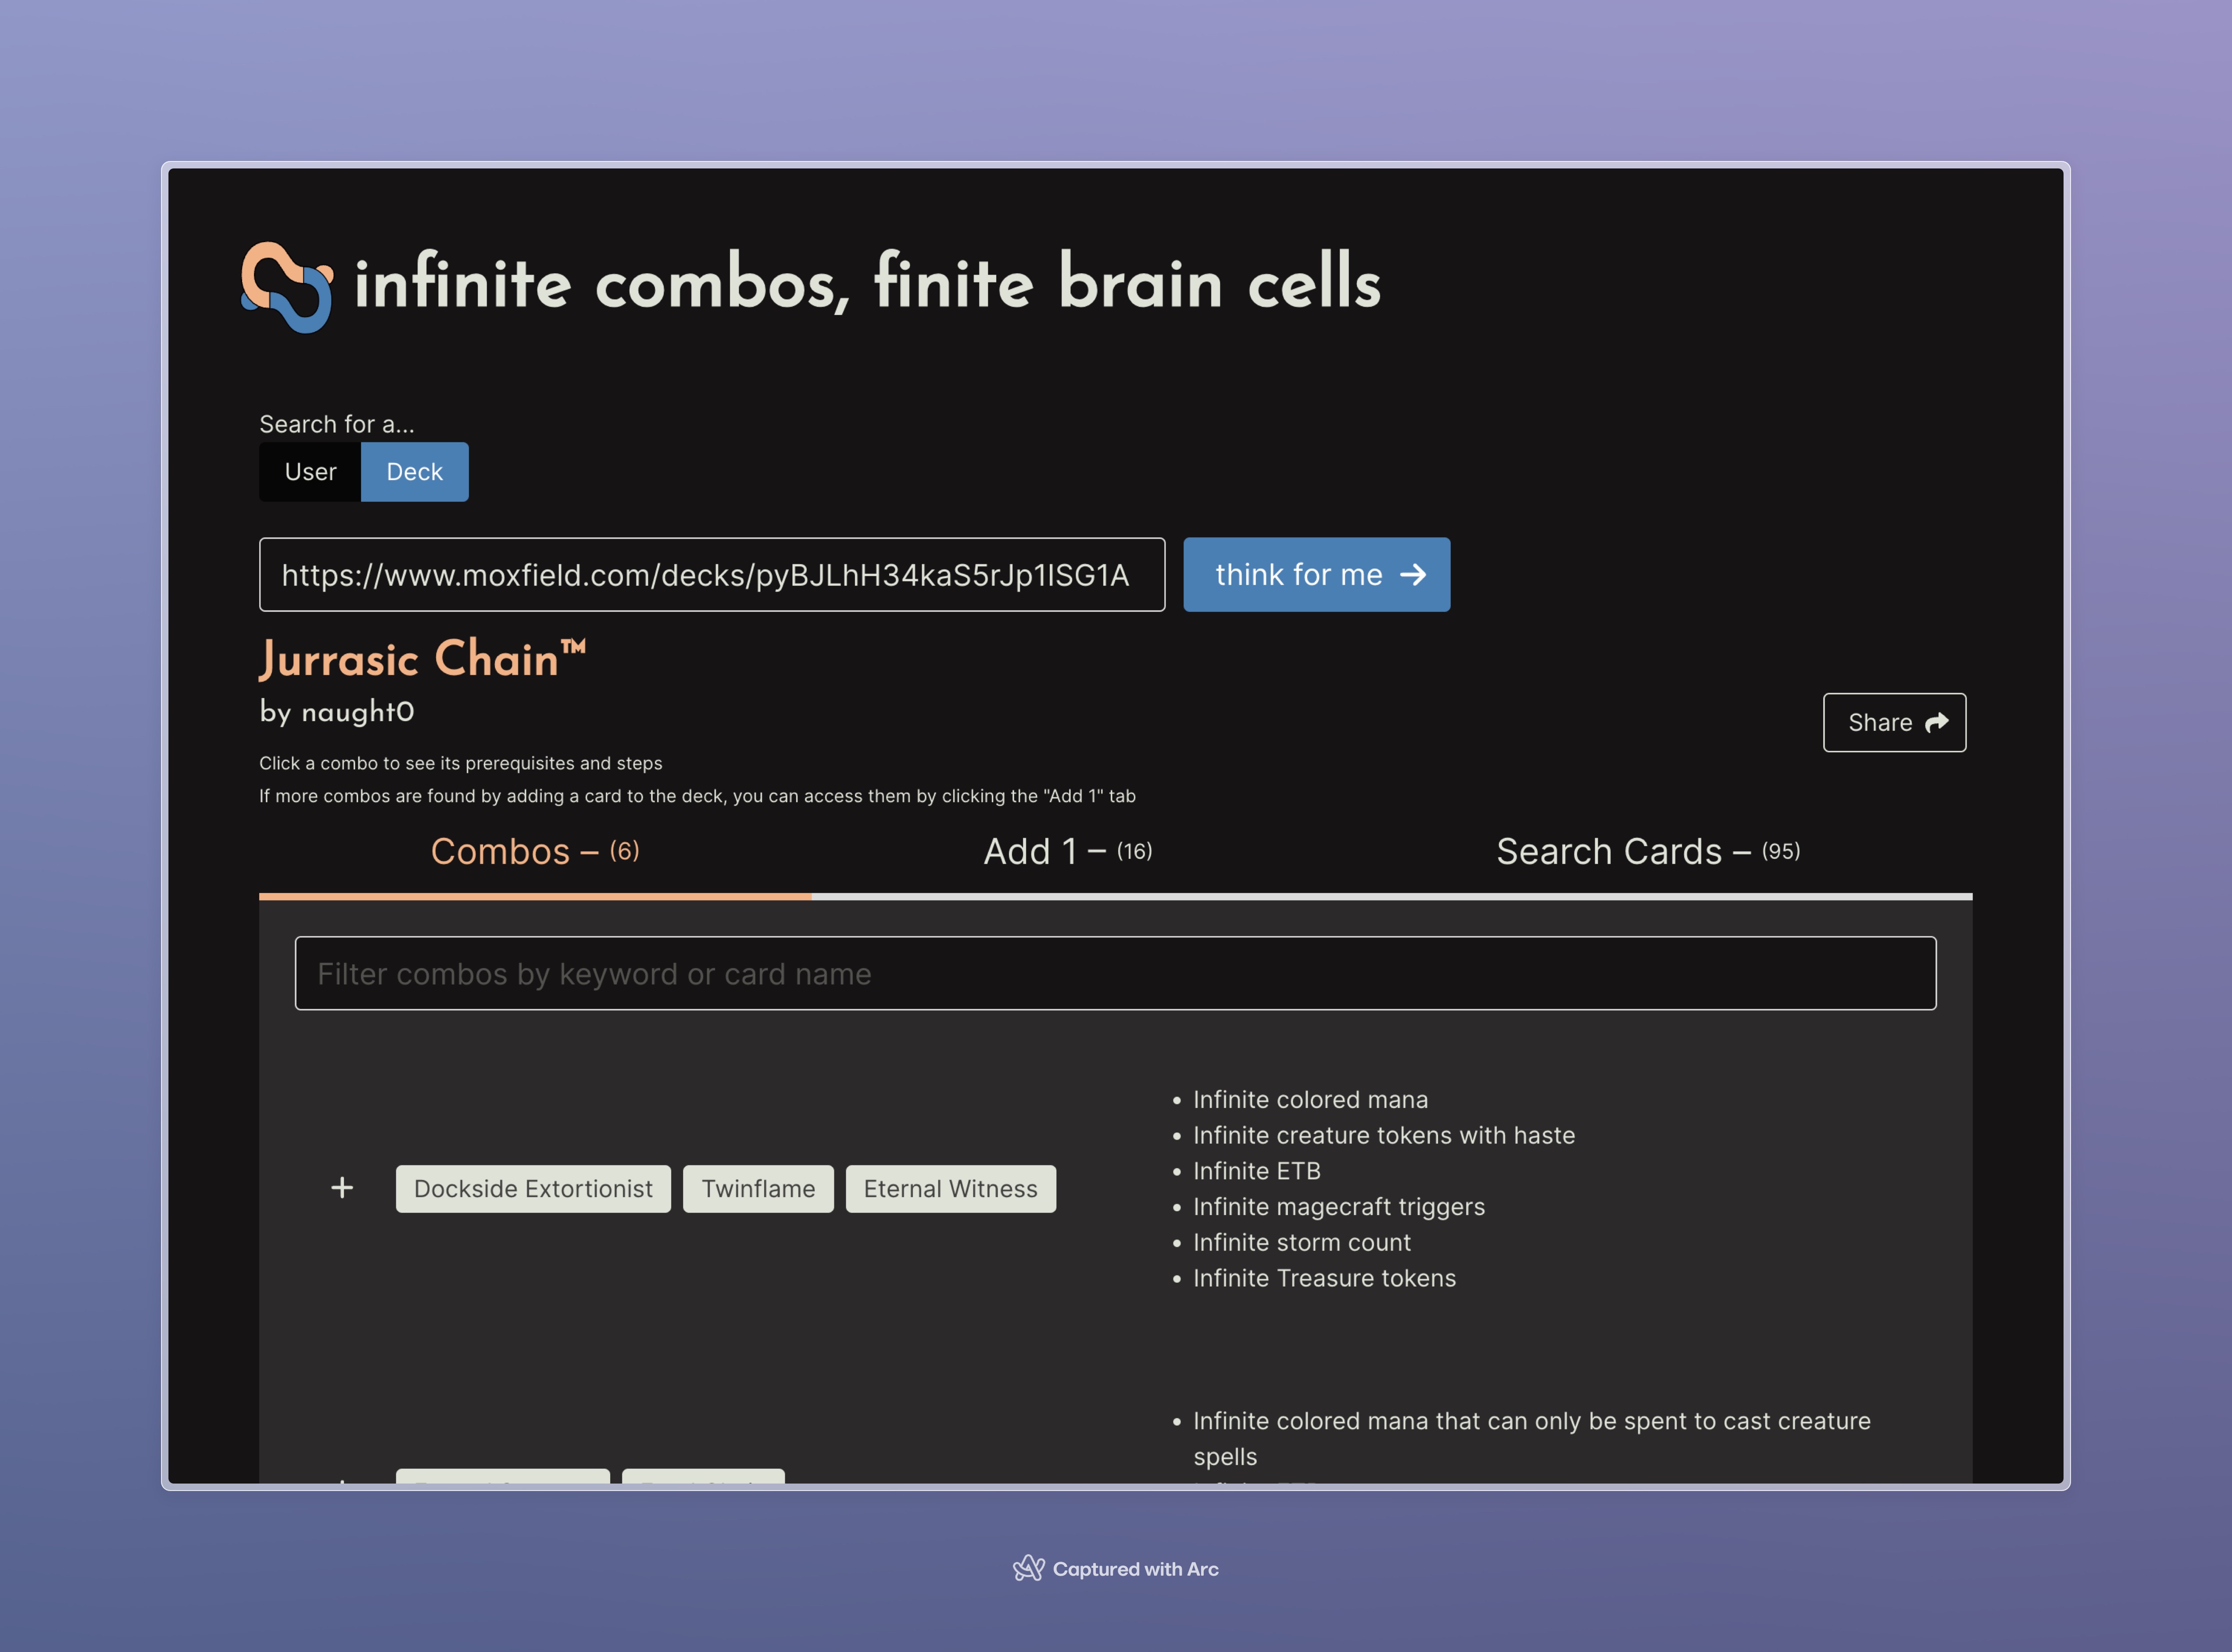 infinite combos, finite brain cells
Search for a...
User Deck
https://www.moxfield.com/decks/pyBJLhH34kaS5rJp1lSG1A
think for me
Jurrasic Chain™
by naught0
Share
Click a combo to see its prerequisites and steps
If more combos are found by adding a card to the deck, you can access them by clicking the "Add 1" tab
Combos – (6)
Add 1 – (16)
Search Cards – (95)
Filter combos by keyword or card name
+
Dockside Extortionist
Twinflame
Eternal Witness
• Infinite colored mana
• Infinite creature tokens with haste
• Infinite ETB
• Infinite magecraft triggers
• Infinite storm count
• Infinite Treasure tokens
• Infinite colored mana that can only be spent to cast creature
spells
Captured with Arc